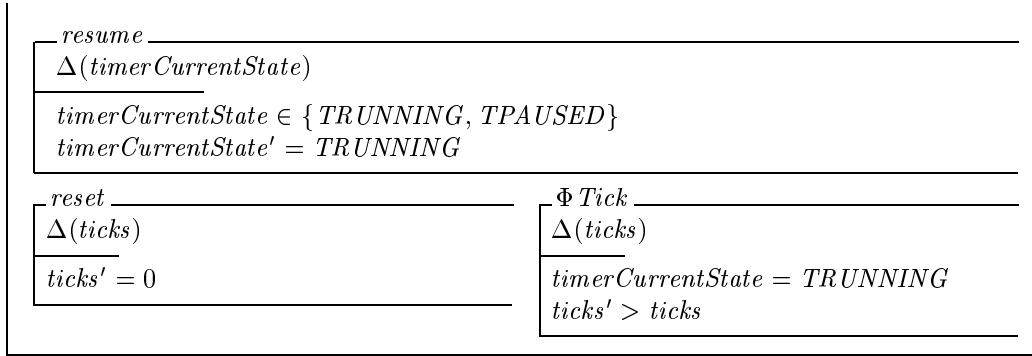 resume
Δ(timerCurrentState)
timerCurrentState ∈ {TRUNNING, TPAUSED}
timerCurrentState′ = TRUNNING
reset
Δ(ticks)
ticks′ = 0
Φ Tick
Δ(ticks)
timerCurrentState = TRUNNING
ticks′ > ticks